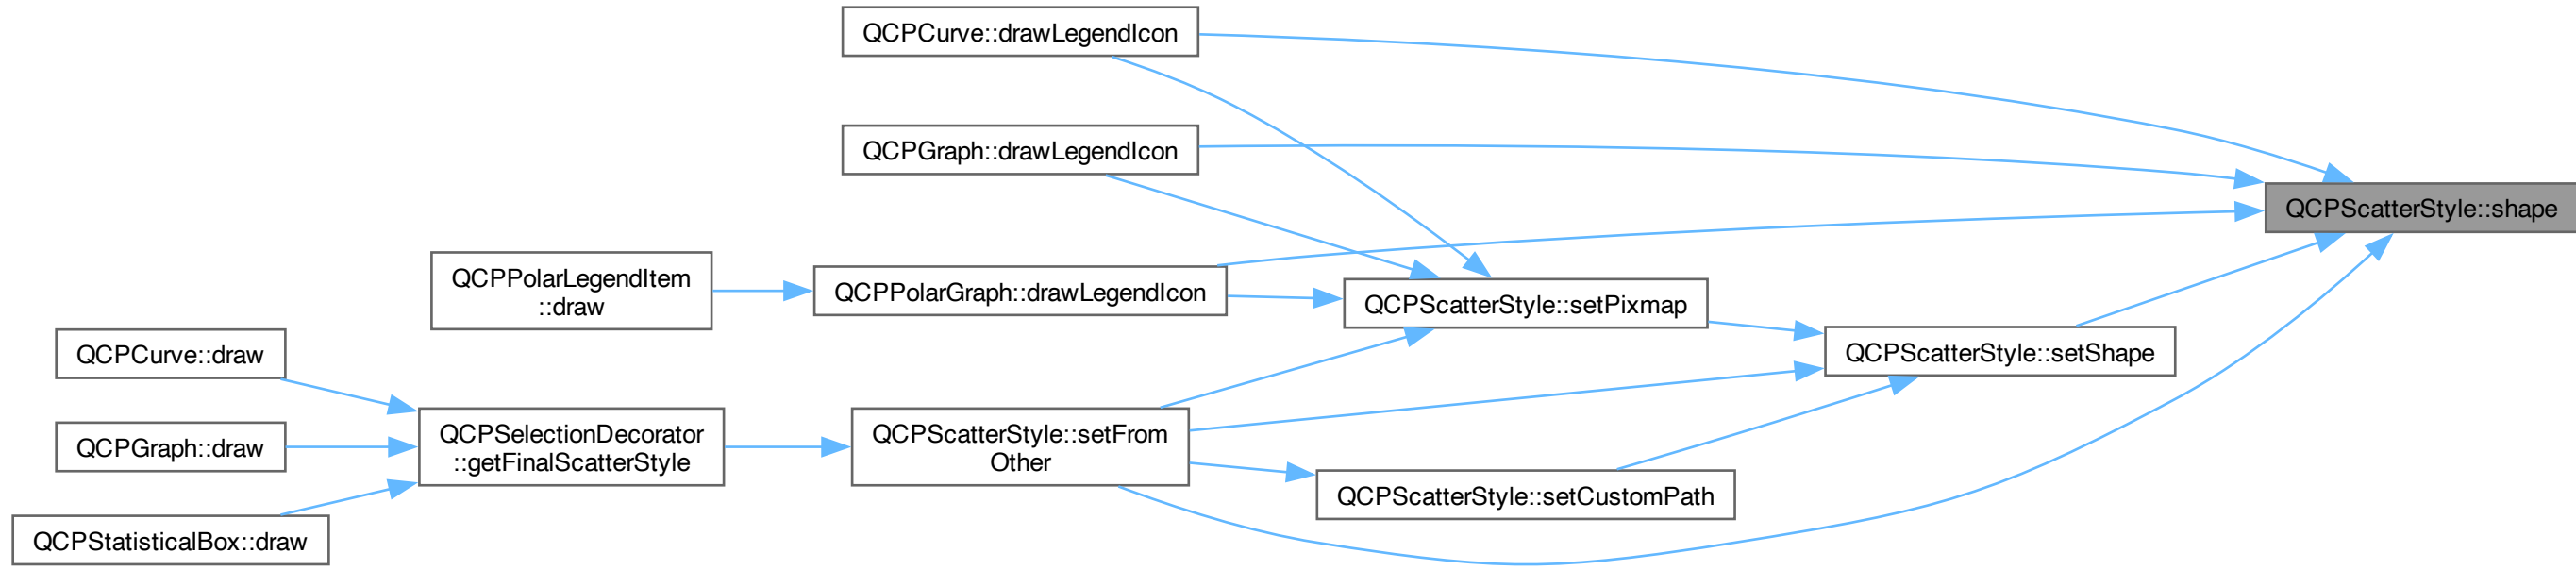 QCPCurve::drawLegendIcon
QCPGraph::drawLegendIcon
QCPScatterStyle::shape
QCPPolarLegendItem
::draw
QCPPolarGraph::drawLegendIcon
QCPScatterStyle::setPixmap
QCPCurve::draw
QCPScatterStyle::setShape
QCPGraph::draw
QCPSelectionDecorator
::getFinalScatterStyle
QCPScatterStyle::setFrom
Other
QCPScatterStyle::setCustomPath
QCPStatisticalBox::draw